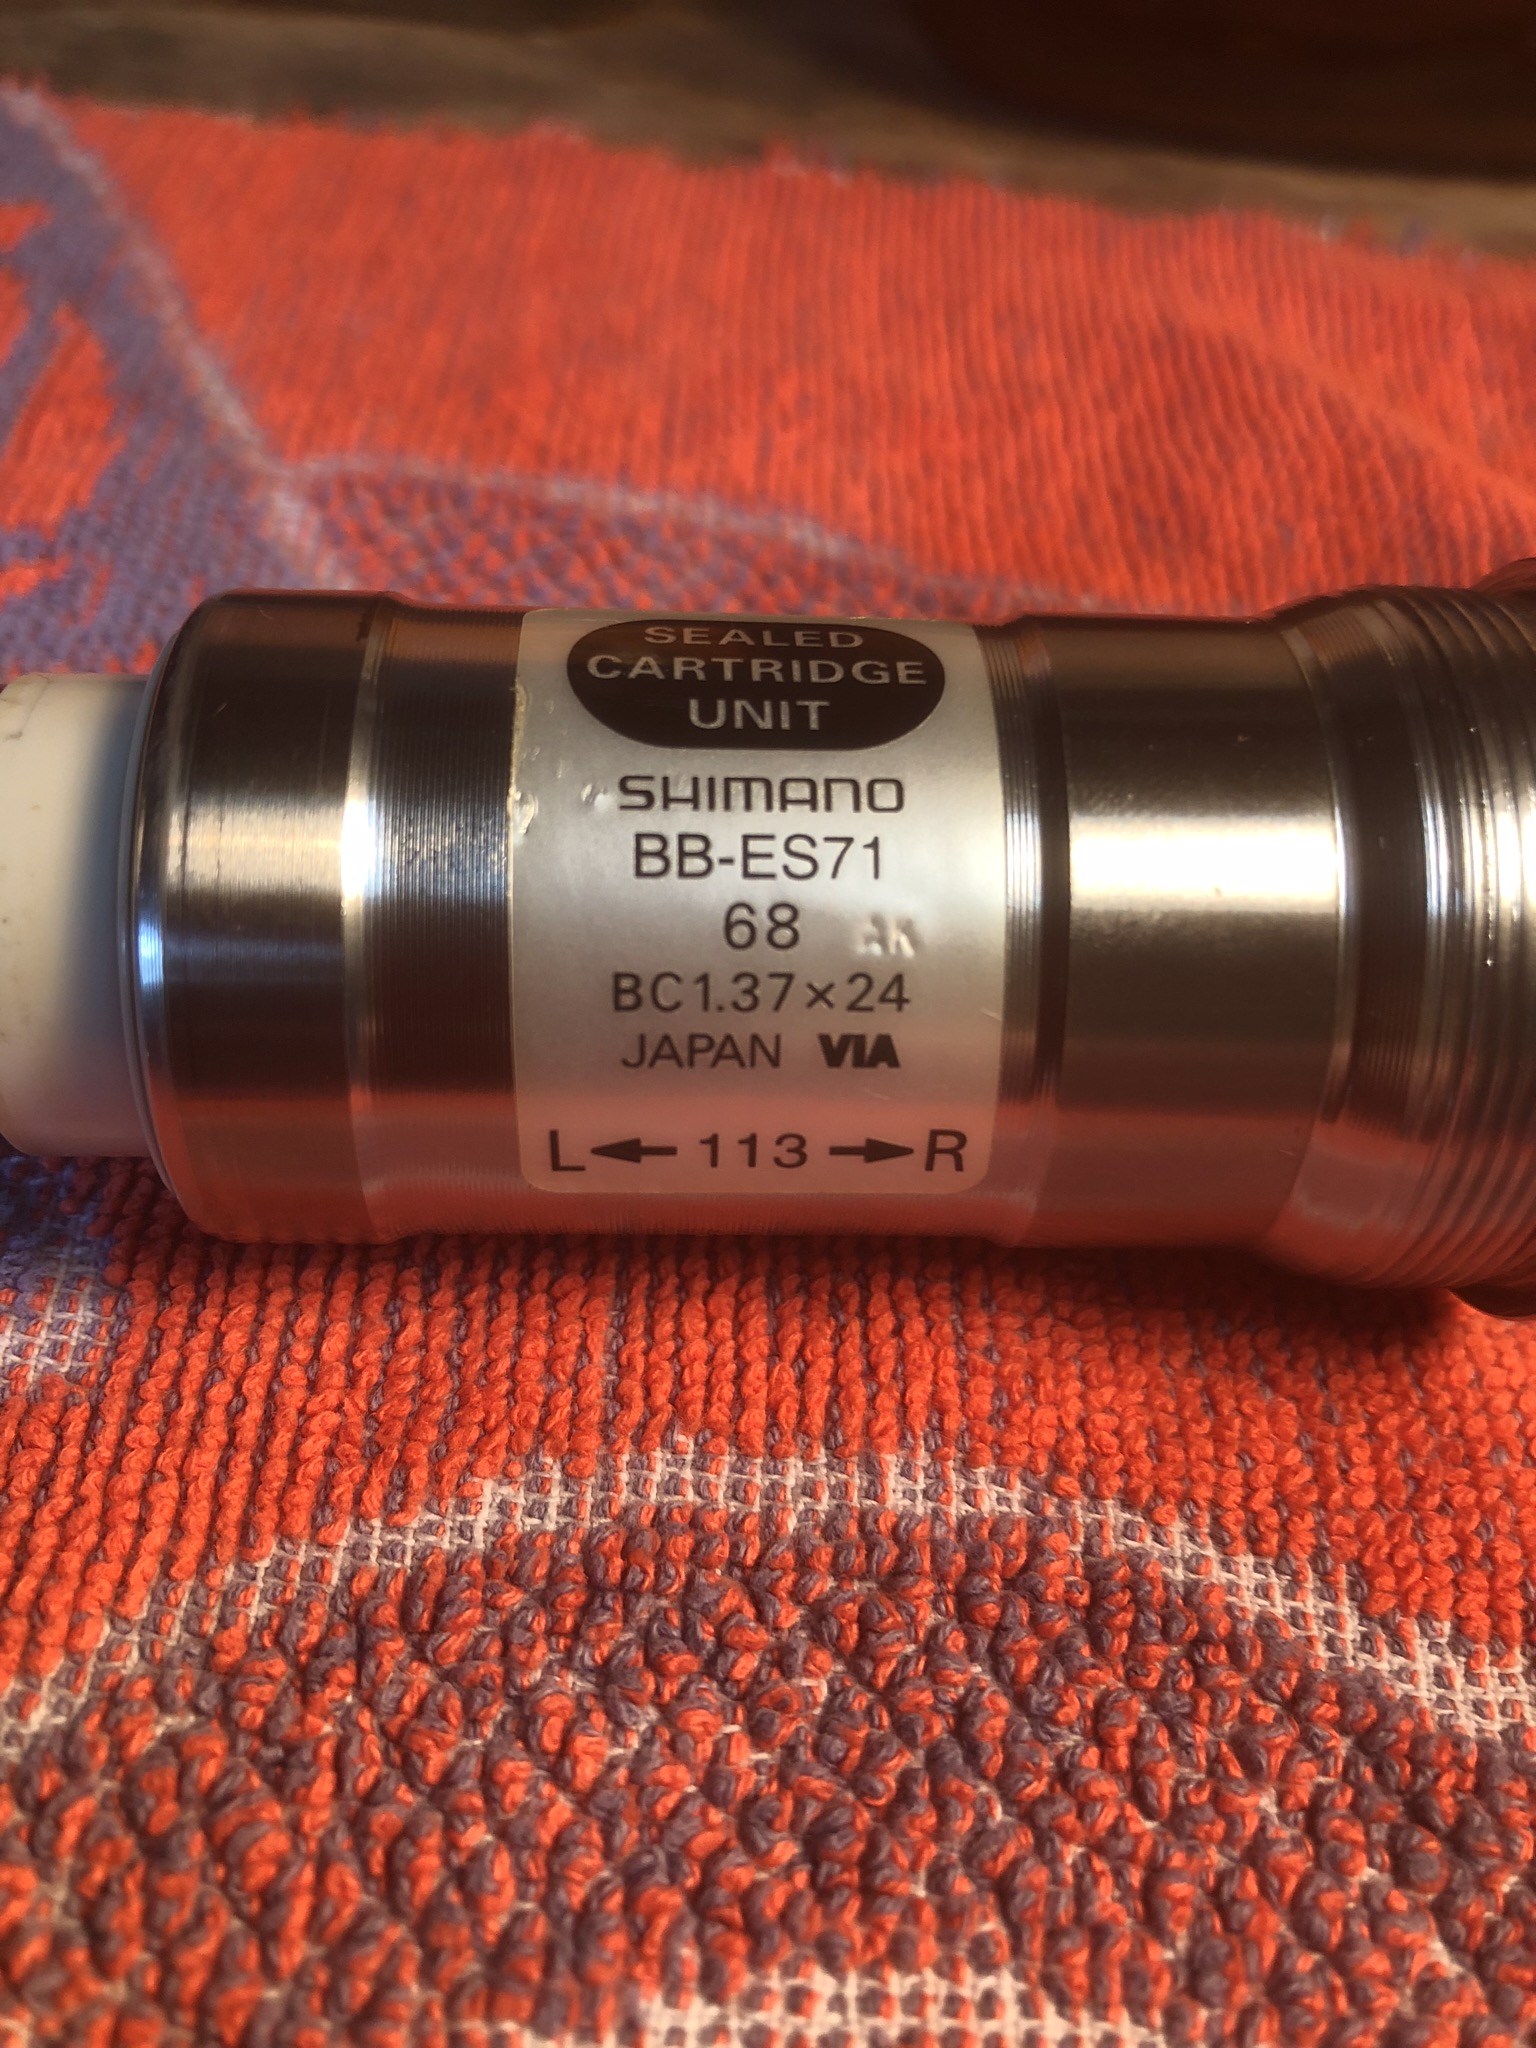 SEALED
CARTRIDGE
UNIT
SHIMANO
BB-ES71
68
BC1.37×24
JAPAN VIA
L ← 113 → R